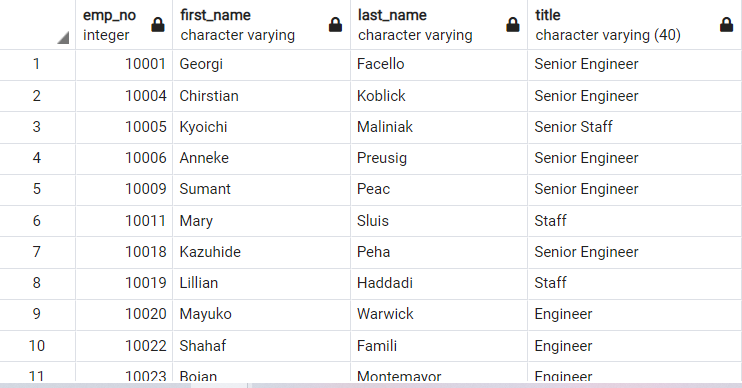 emp_no first_name last_name title
integer character varying character varying character varying (40)
1 10001 Georgi Facello Senior Engineer
2 10004 Chirstian Koblick Senior Engineer
3 10005 Kyoichi Maliniak Senior Staff
4 10006 Anneke Preusig Senior Engineer
5 10009 Sumant Peac Senior Engineer
6 10011 Mary Sluis Staff
7 10018 Kazuhide Peha Senior Engineer
8 10019 Lillian Haddadi Staff
9 10020 Mayuko Warwick Engineer
10 10022 Shahaf Famili Engineer
11 10023 Bojan Montemayor Engineer